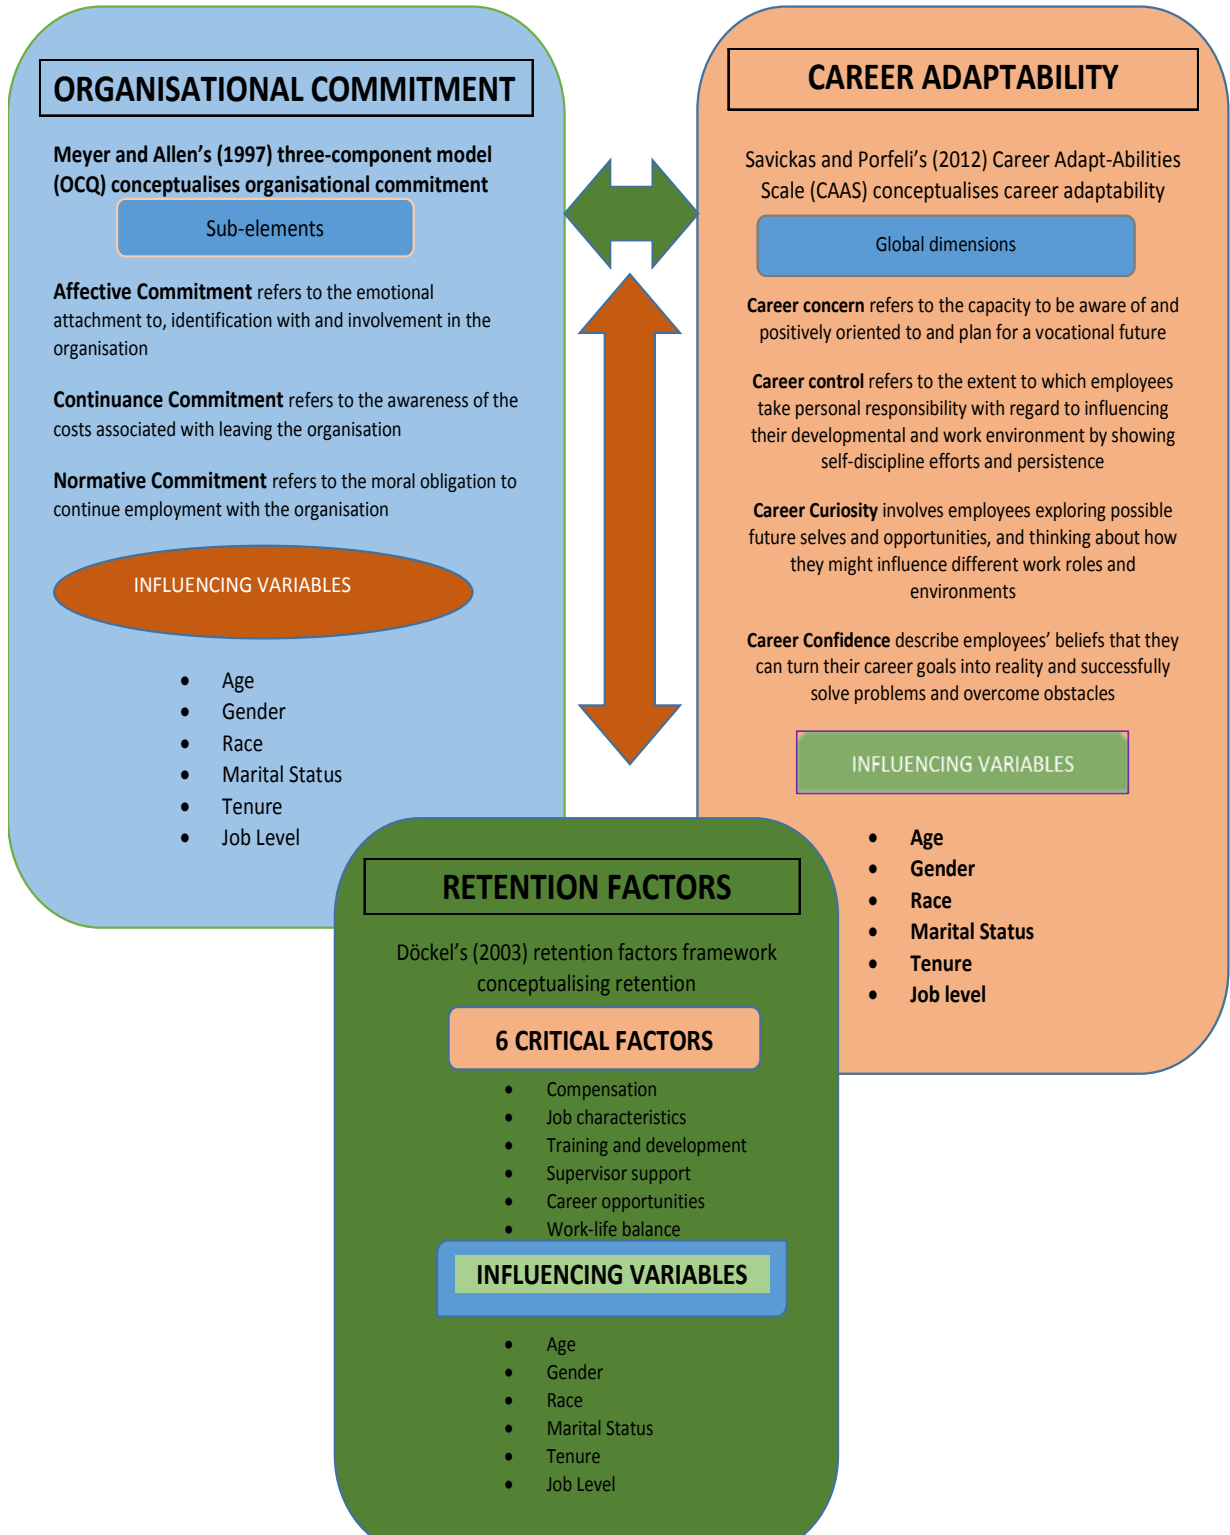 ORGANISATIONAL COMMITMENT
Meyer and Allen’s (1997) three-component model
(OCQ) conceptualises organisational commitment
Sub-elements
Affective Commitment refers to the emotional
attachment to, identification with and involvement in the
organisation
Continuance Commitment refers to the awareness of the
costs associated with leaving the organisation
Normative Commitment refers to the moral obligation to
continue employment with the organisation
INFLUENCING VARIABLES
• Age
• Gender
• Race
• Marital Status
• Tenure
• Job Level
CAREER ADAPTABILITY
Savickas and Porfeli’s (2012) Career Adapt-Abilities
Scale (CAAS) conceptualises career adaptability
Global dimensions
Career concern refers to the capacity to be aware of and
positively oriented to and plan for a vocational future
Career control refers to the extent to which employees
take personal responsibility with regard to influencing
their developmental and work environment by showing
self-discipline efforts and persistence
Career Curiosity involves employees exploring possible
future selves and opportunities, and thinking about how
they might influence different work roles and
environments
Career Confidence describe employees’ beliefs that they
can turn their career goals into reality and successfully
solve problems and overcome obstacles
INFLUENCING VARIABLES
• Age
• Gender
• Race
• Marital Status
• Tenure
• Job level
RETENTION FACTORS
Döckel’s (2003) retention factors framework
conceptualising retention
6 CRITICAL FACTORS
• Compensation
• Job characteristics
• Training and development
• Supervisor support
• Career opportunities
• Work-life balance
INFLUENCING VARIABLES
• Age
• Gender
• Race
• Marital Status
• Tenure
• Job Level